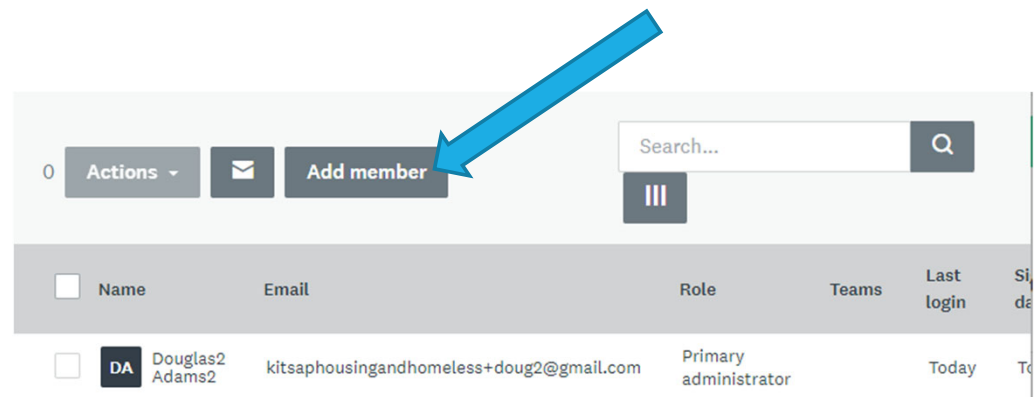 0 Actions Add member Search...
Name Email Role Teams Last login
DA Douglas2 Adams2 kitsaphousingandhomeless+doug2@gmail.com Primary administrator Today